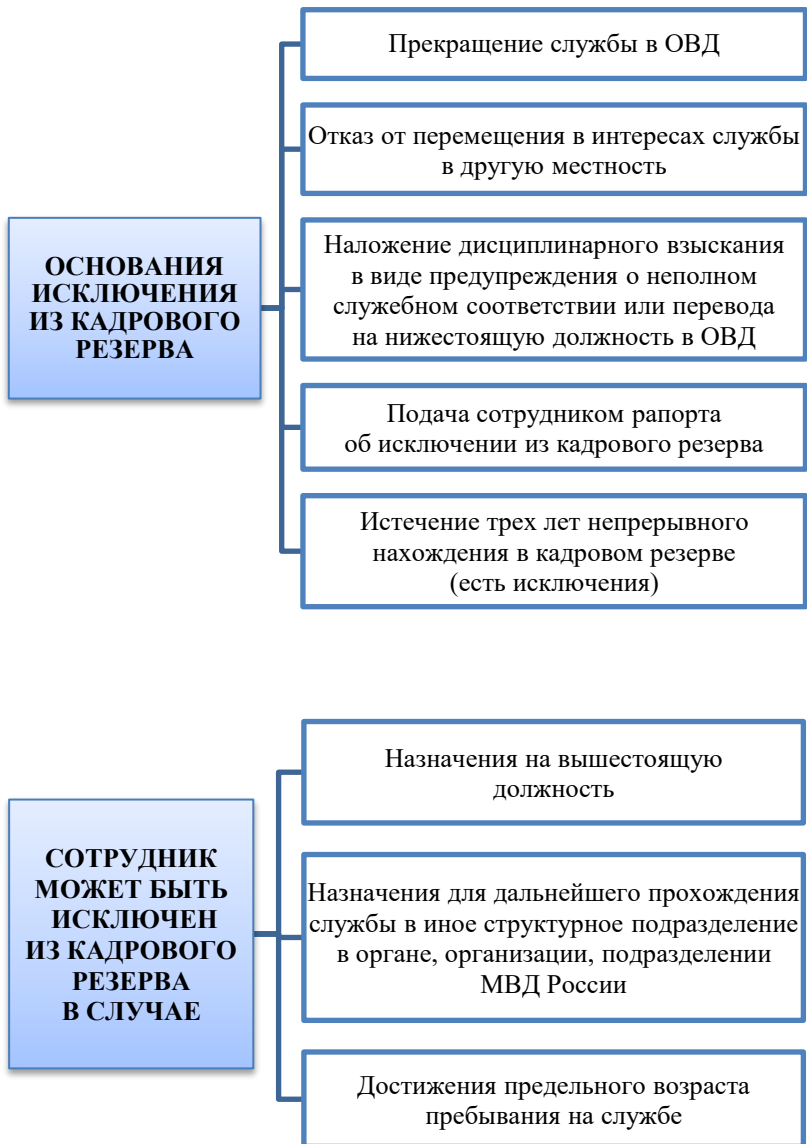 ОСНОВАНИЯ
ИСКЛЮЧЕНИЯ
ИЗ КАДРОВОГО
РЕЗЕРВА
Прекращение службы в ОВД
Отказ от перемещения в интересах службы
в другую местность
Наложение дисциплинарного взыскания
в виде предупреждения о неполном
служебном соответствии или перевода
на нижестоящую должность в ОВД
Подача сотрудником рапорта
об исключении из кадрового резерва
Истечение трех лет непрерывного
нахождения в кадровом резерве
(есть исключения)
СОТРУДНИК
МОЖЕТ БЫТЬ
ИСКЛЮЧЕН
ИЗ КАДРОВОГО
РЕЗЕРВА
В СЛУЧАЕ
Назначения на вышестоящую
должность
Назначения для дальнейшего прохождения
службы в иное структурное подразделение
в органе, организации, подразделении
МВД России
Достижения предельного возраста
пребывания на службе